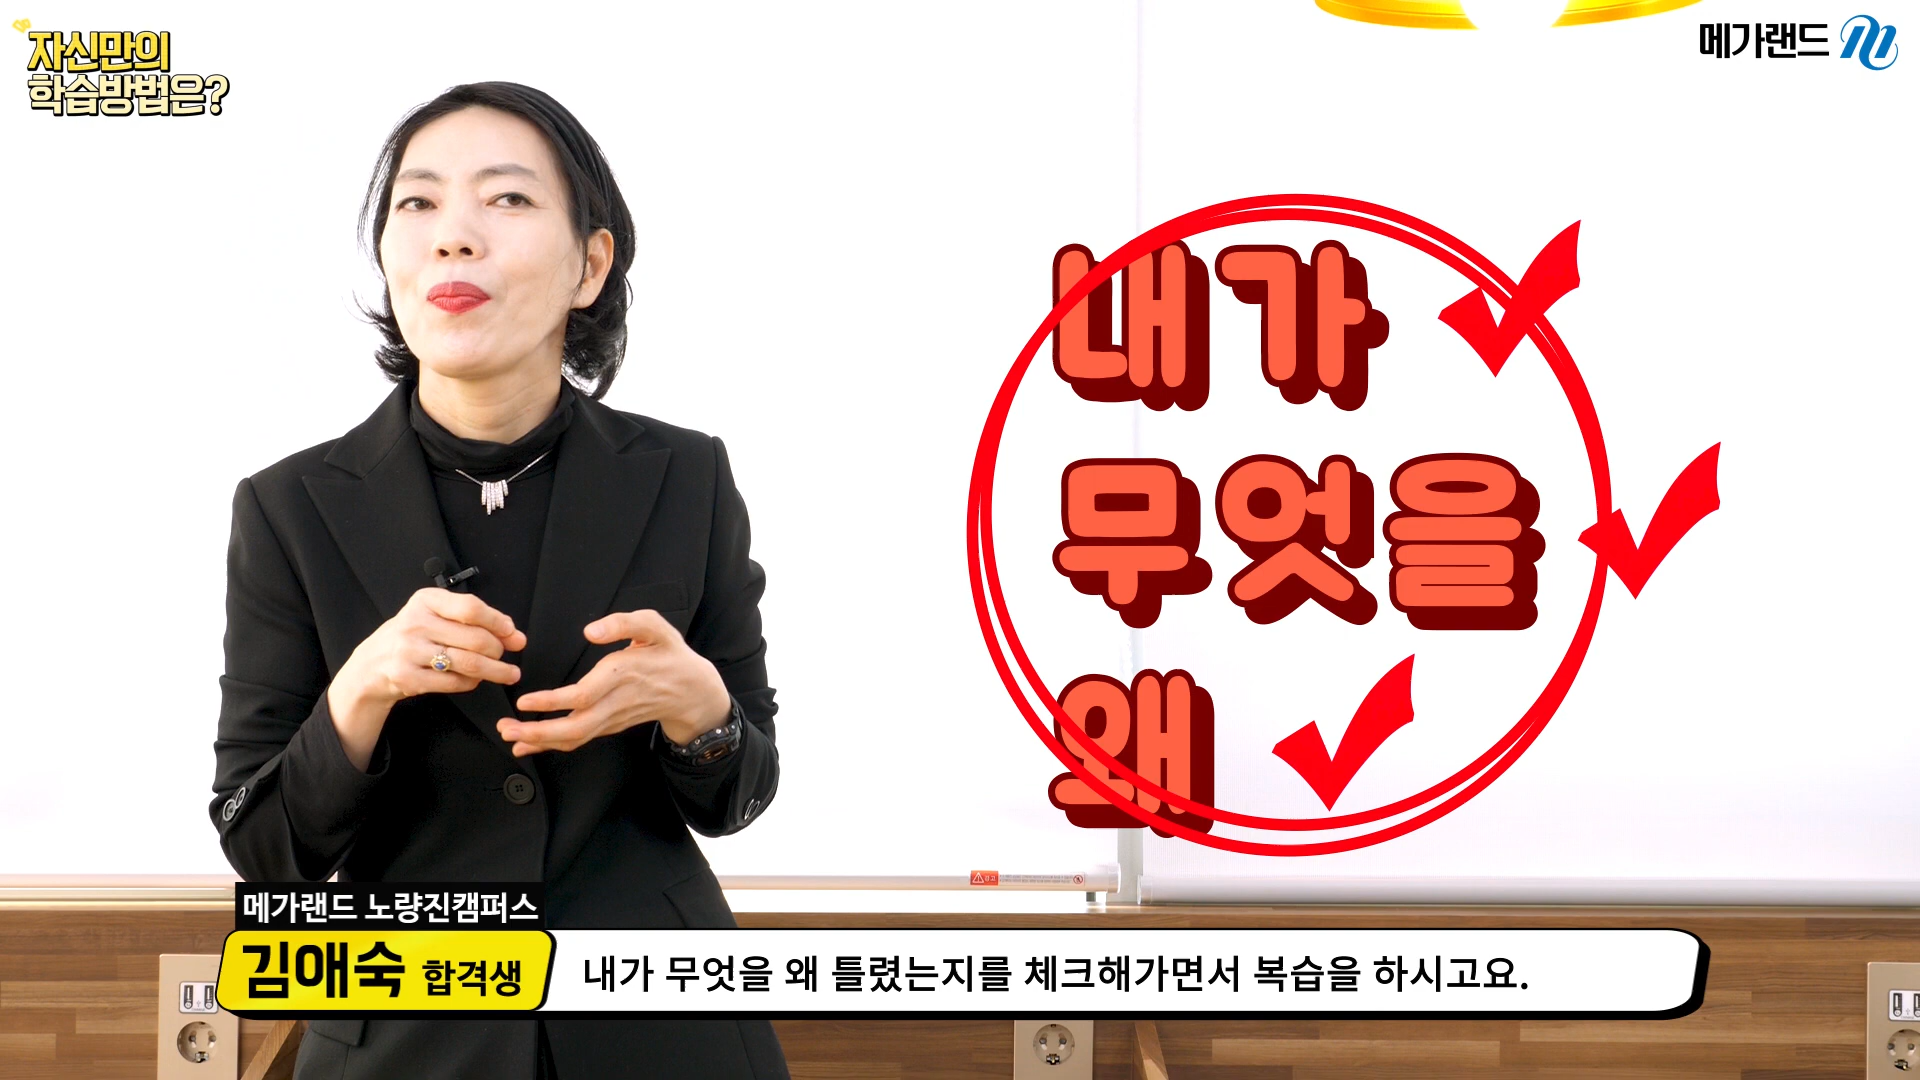 자신만의
학습방법은?
메가랜드
내가
무엇을
왜
경고
메가랜드 노량진캠퍼스
김애숙 합격생
내가 무엇을 왜 틀렸는지를 체크해가면서 복습을 하시고요.